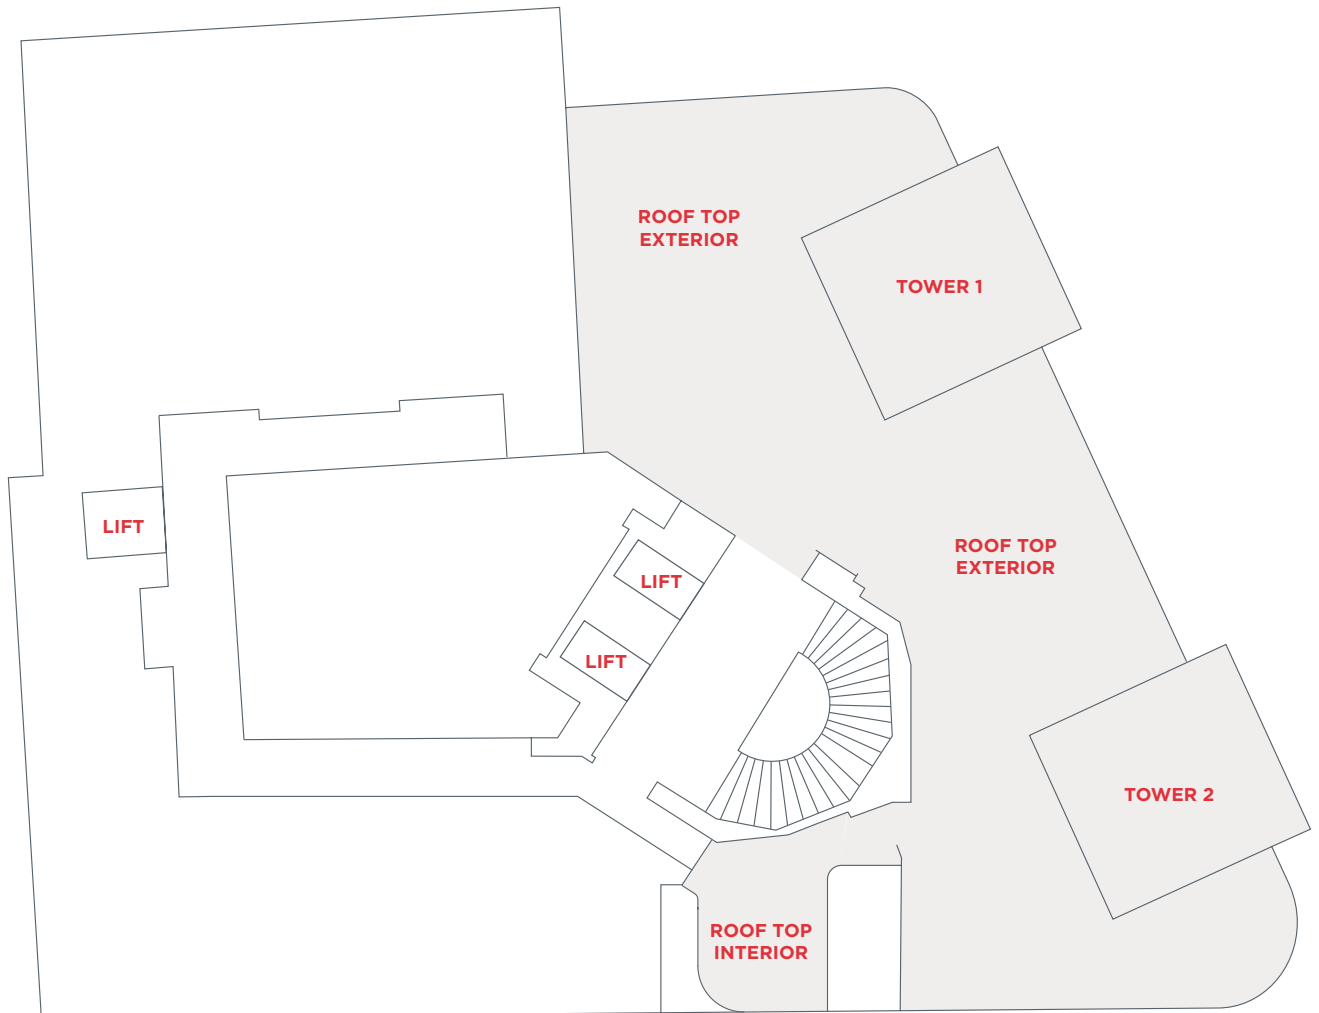 ROOF TOP
EXTERIOR
TOWER 1
LIFT
ROOF TOP
EXTERIOR
LIFT
LIFT
TOWER 2
ROOF TOP
INTERIOR